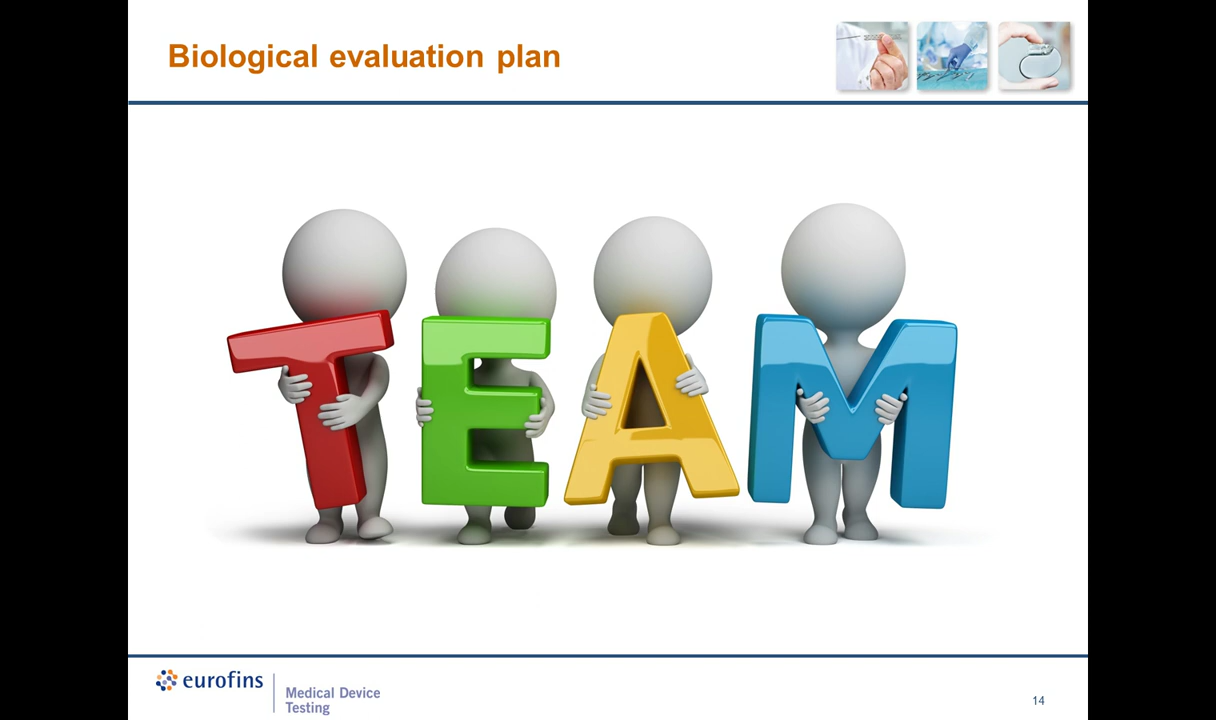 Biological evaluation plan
TEAM
eurofins
Medical Device
Testing
14